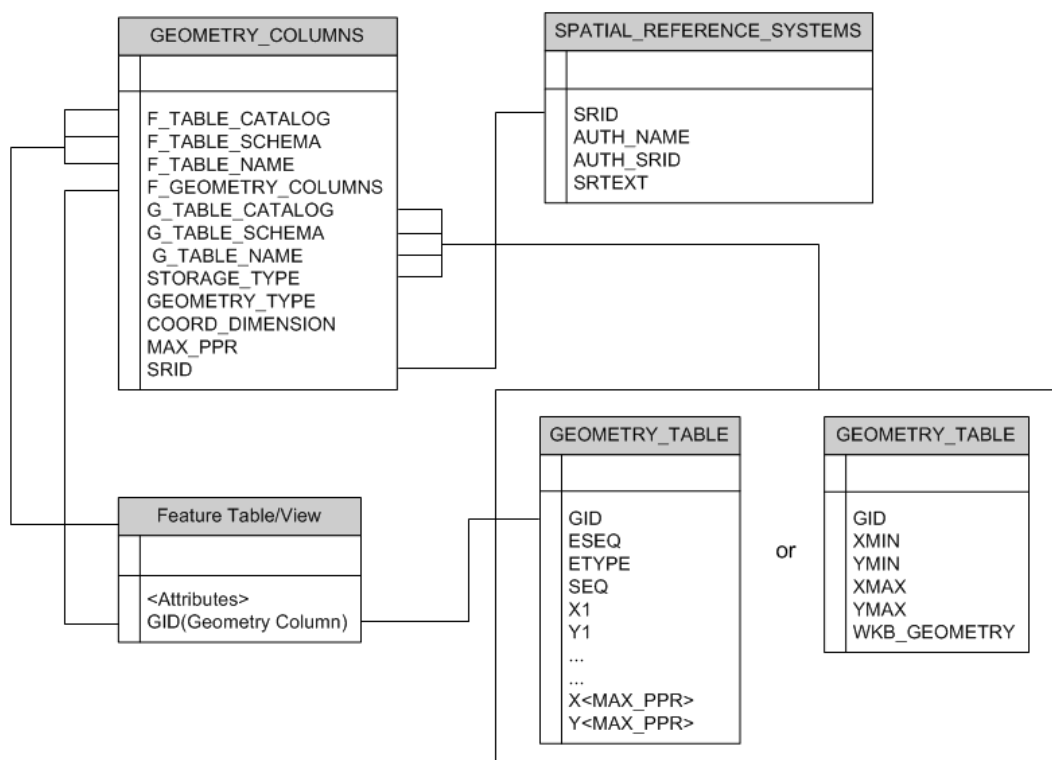 GEOMETRY_COLUMNS
F_TABLE_CATALOG
F_TABLE_SCHEMA
F_TABLE_NAME
F_GEOMETRY_COLUMNS
G_TABLE_CATALOG
G_TABLE_SCHEMA
G_TABLE_NAME
STORAGE_TYPE
GEOMETRY_TYPE
COORD_DIMENSION
MAX_PPR
SRID
SPATIAL_REFERENCE_SYSTEMS
SRID
AUTH_NAME
AUTH_SRID
SRTEXT
Feature Table/View
<Attributes>
GID(Geometry Column)
GEOMETRY_TABLE
GID
ESEQ
ETYPE
SEQ
X1
Y1
...
...
X<MAX_PPR>
Y<MAX_PPR>
or
GEOMETRY_TABLE
GID
XMIN
YMIN
XMAX
YMAX
WKB_GEOMETRY